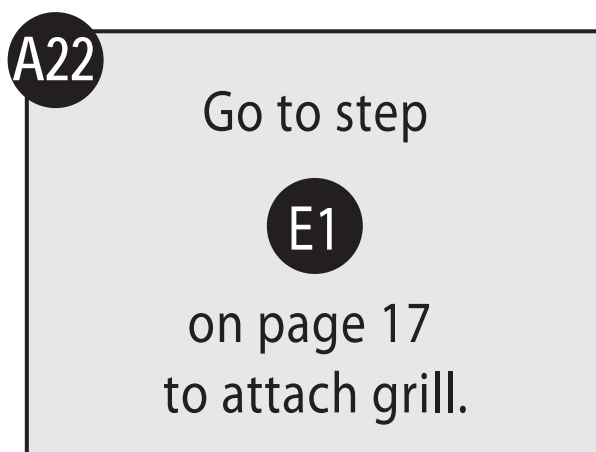 A22
Go to step
E1
on page 17
to attach grill.